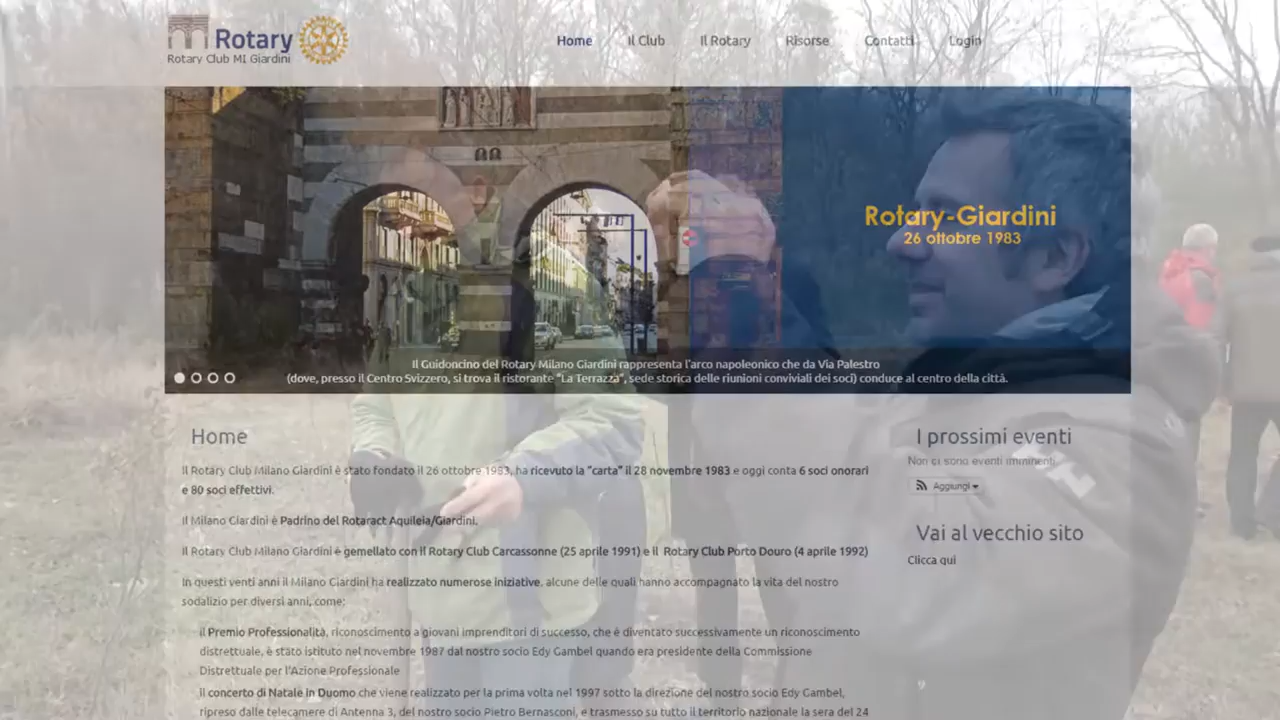 Rotary
Rotary Club MI Giardini
Home Il Club Il Rotary Risorse Contatti Login
Rotary-Giardini
26 ottobre 1983
Il Guidoncino del Rotary Milano Giardini rappresenta l'arco napoleonico che da Via Palestro
(dove, presso il Centro Svizzero, si trova il ristorante "La Terrazza", sede storica delle riunioni conviviali dei soci) conduce al centro della città.
Home
Il Rotary Club Milano Giardini è stato fondato il 26 ottobre 1983, ha ricevuto la "carta" il 28 novembre 1983 e oggi conta 6 soci onorari
e 80 soci effettivi.
Il Milano Giardini è Padrino del Rotaract Aquileia/Giardini.
Il Rotary Club Milano Giardini è gemellato con il Rotary Club Carcassonne (25 aprile 1991) e il Rotary Club Porto Douro (4 aprile 1992)
In questi venti anni il Milano Giardini ha realizzato numerose iniziative, alcune delle quali hanno accompagnato la vita del nostro
sodalizio per diversi anni, come:
il Premio Professionalità, riconoscimento a giovani imprenditori di successo, che è diventato successivamente un riconoscimento
distrettuale, è stato istituto nel novembre 1987 dal nostro socio Edy Gambel quando era presidente della Commissione
Distrettuale per l'Azione Professionale
il concerto di Natale in Duomo che viene realizzato per la prima volta nel 1997 sotto la direzione del nostro socio Edy Gambel,
ripreso dalle telecamere di Antenna 3, del nostro socio Pietro Bernasconi, e trasmesso su tutto il territorio nazionale la sera del 24
I prossimi eventi
Non ci sono eventi imminenti.
Aggiungi
Vai al vecchio sito
Clicca qui